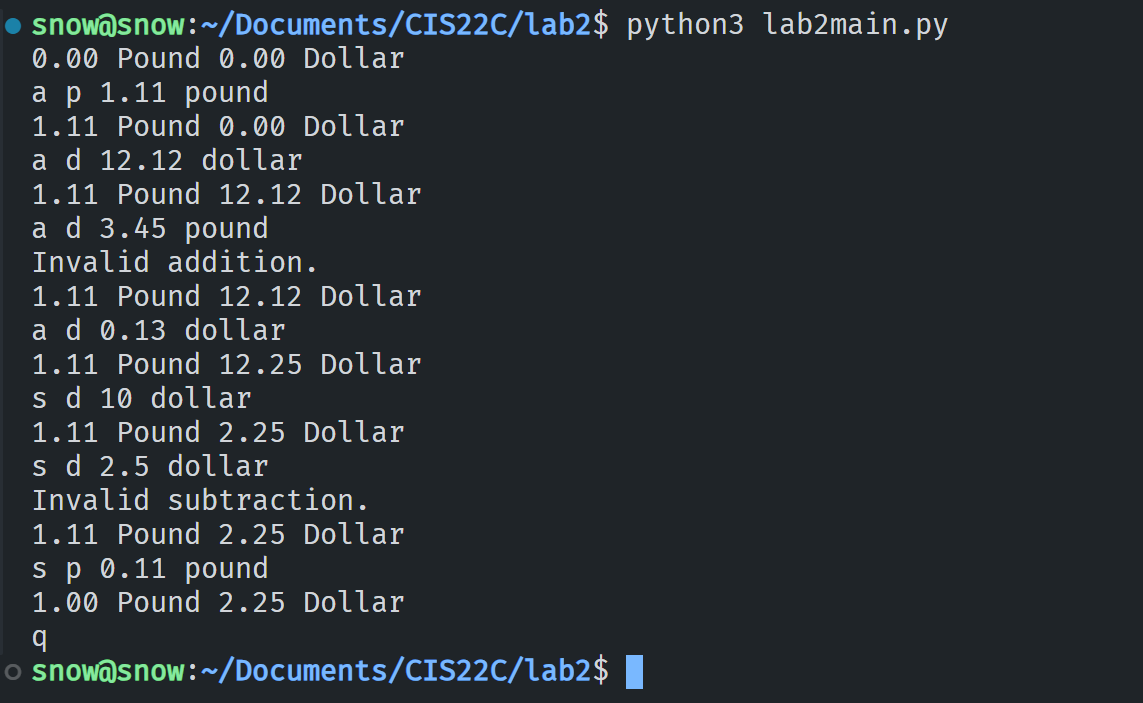 snow@snow:~/Documents/CIS22C/lab2$ python3 lab2main.py
0.00 Pound 0.00 Dollar
a p 1.11 pound
1.11 Pound 0.00 Dollar
a d 12.12 dollar
1.11 Pound 12.12 Dollar
a d 3.45 pound
Invalid addition.
1.11 Pound 12.12 Dollar
a d 0.13 dollar
1.11 Pound 12.25 Dollar
s d 10 dollar
1.11 Pound 2.25 Dollar
s d 2.5 dollar
Invalid subtraction.
1.11 Pound 2.25 Dollar
s p 0.11 pound
1.00 Pound 2.25 Dollar
q
snow@snow:~/Documents/CIS22C/lab2$